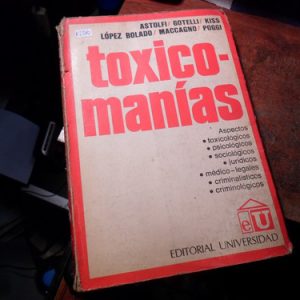 ASTOLFI/ GOTELLI/ KISS
LÓPEZ BOLADO/ MACCAGNO/ POGGI
toxico-
manías
Aspectos
• toxicológicos
• psicológicos
• sociológicos
• jurídicos
• médico-legales
• criminalísticos
• criminológicos
eU
EDITORIAL UNIVERSIDAD